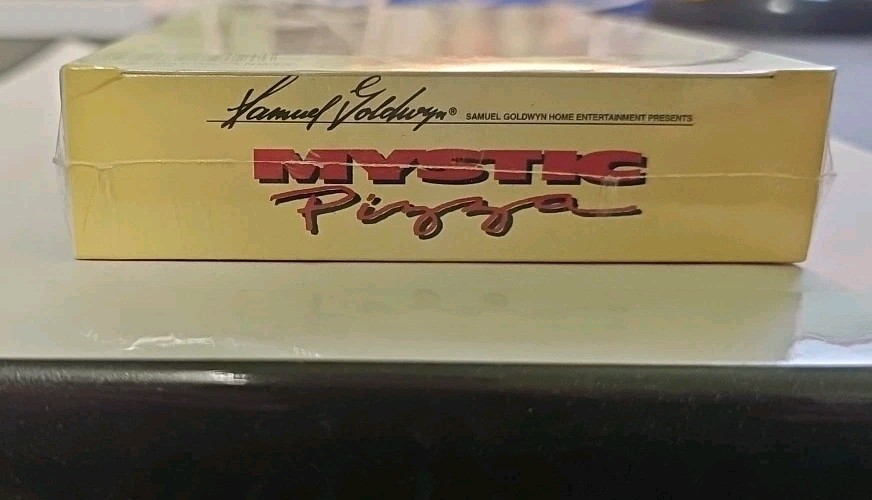 Samuel Goldwyn® SAMUEL GOLDWYN HOME ENTERTAINMENT PRESENTS
MYSTIC
Pizza